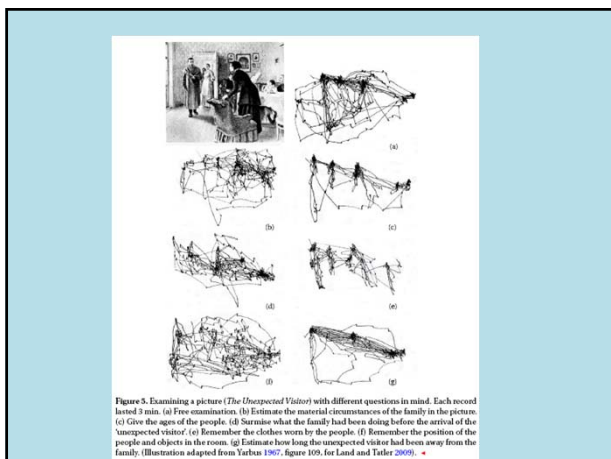 (a)
(b)
(c)
(d)
(e)
(f)
(g)
Figure 5. Examining a picture (The Unexpected Visitor) with different questions in mind. Each record
lasted 3 min. (a) Free examination. (b) Estimate the material circumstances of the family in the picture.
(c) Give the ages of the people. (d) Surmise what the family had been doing before the arrival of the
‘unexpected visitor’. (e) Remember the clothes worn by the people. (f) Remember the position of the
people and objects in the room. (g) Estimate how long the unexpected visitor had been away from the
family. (Illustration adapted from Yarbus 1967, figure 109, for Land and Tatler 2009).